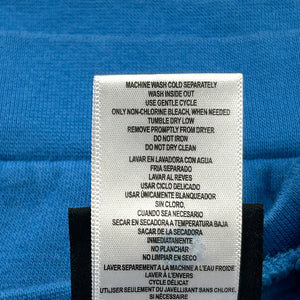 MACHINE WASH COLD SEPARATELY
WASH INSIDE OUT
USE GENTLE CYCLE
ONLY NON-CHLORINE BLEACH, WHEN NEEDED
TUMBLE DRY LOW
REMOVE PROMPTLY FROM DRYER
DO NOT IRON
DO NOT DRY CLEAN
LAVAR EN LAVADORA CON AGUA
FRIA SEPARADO
LAVAR AL REVES
USAR CICLO DELICADO
USAR ÚNICAMENTE BLANQUEADOR
SIN CLORO,
CUANDO SEA NECESARIO
SECAR EN SECADORA A TEMPERATURA BAJA
SACAR DE LA SECADORA
INMEDIATAMENTE
NO PLANCHAR
NO LIMPIAR EN SECO
LAVER SEPAREMENT A LA MACHINE A L'EAU FROIDE
LAVER À L'ENVERS
CYCLE DÉLICAT
UTILISER SEULEMENT DU JAVELLISANT SANS CHLORE,
SI NÉCESSAIRE